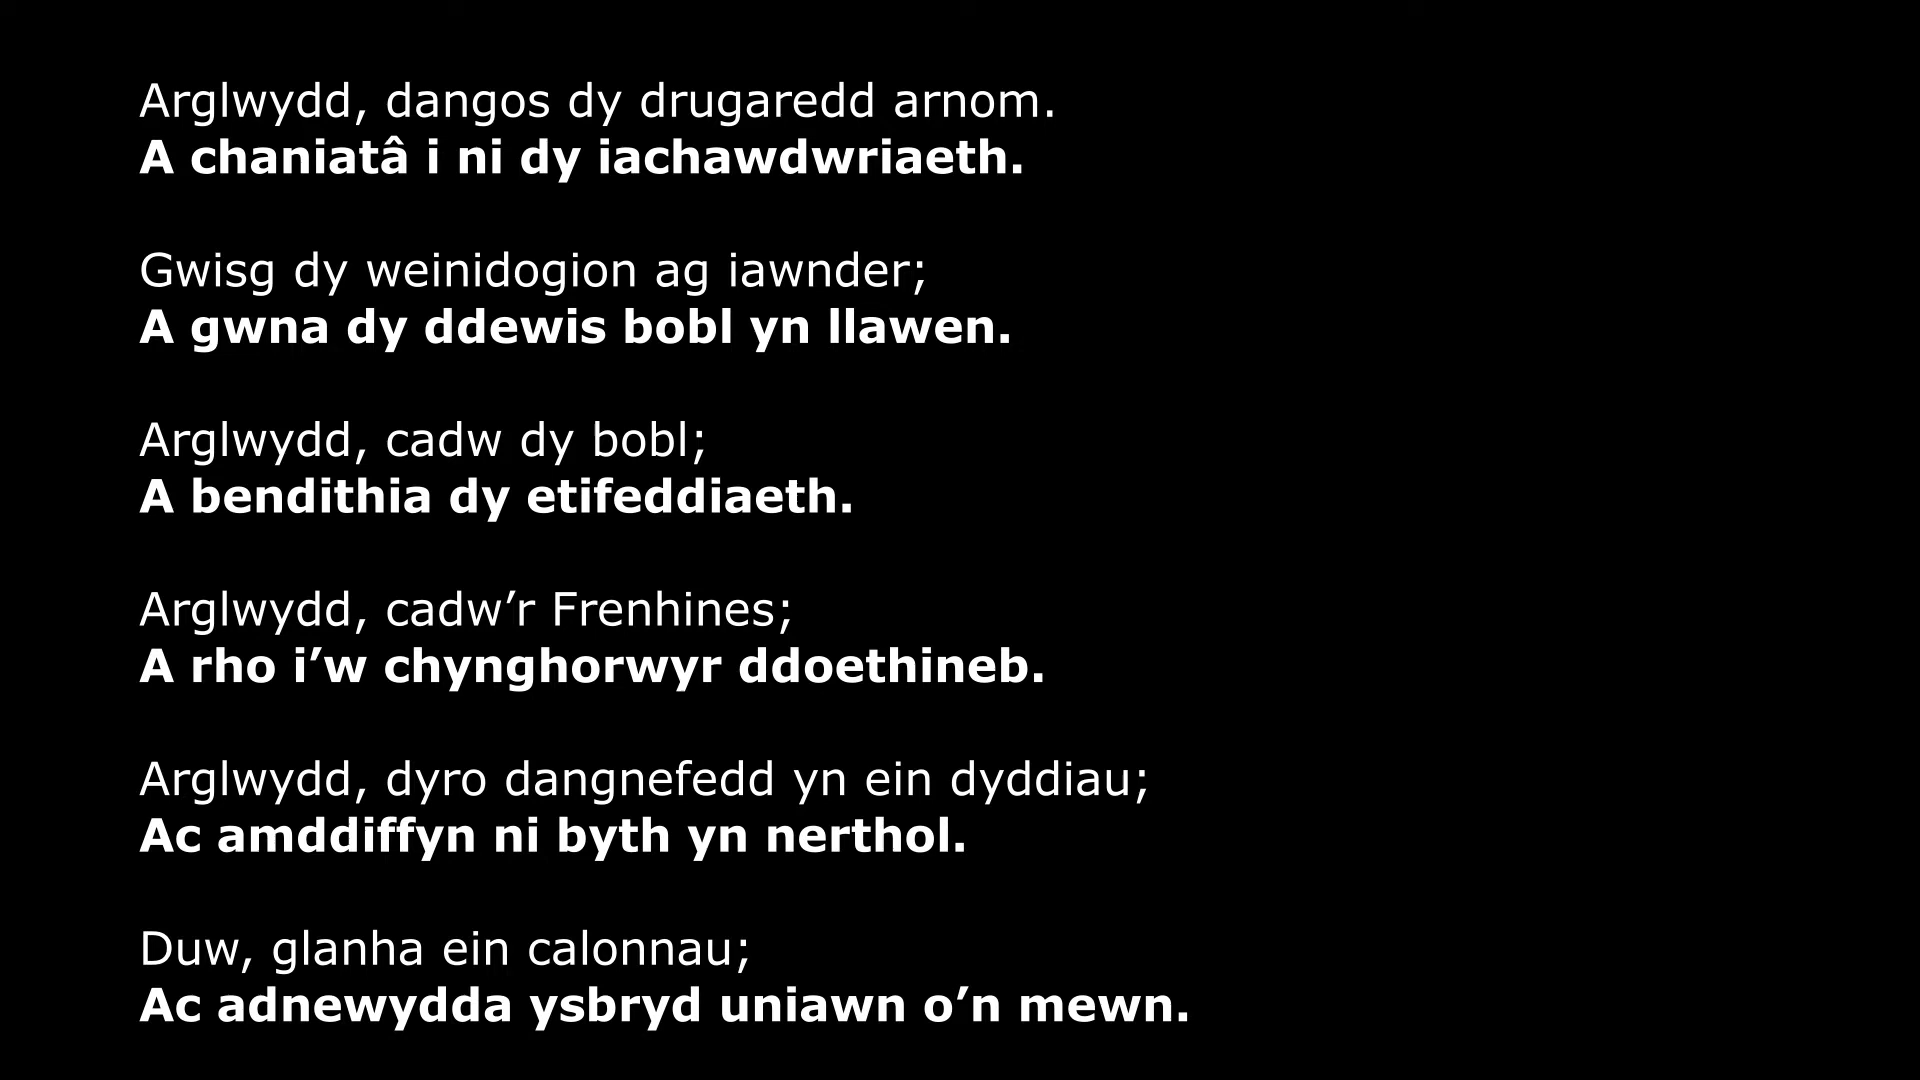 Arglwydd, dangos dy drugaredd arnom.
A chaniatâ i ni dy iachawdwriaeth.
Gwisg dy weinidogion ag iawnder;
A gwna dy ddewis bobl yn llawen.
Arglwydd, cadw dy bobl;
A bendithia dy etifeddiaeth.
Arglwydd, cadw’r Frenhines;
A rho i’w chynghorwyr ddoethineb.
Arglwydd, dyro dangnefedd yn ein dyddiau;
Ac amddiffyn ni byth yn nerthol.
Duw, glanha ein calonnau;
Ac adnewydda ysbryd uniawn o’n mewn.